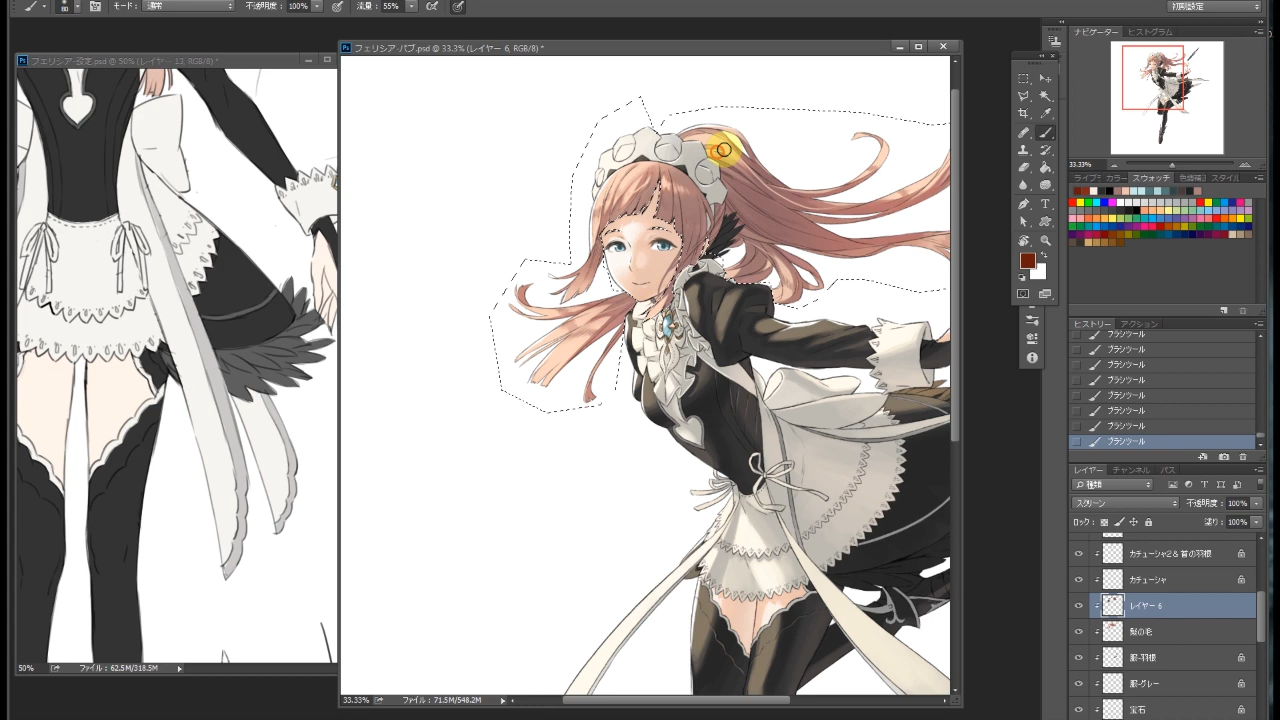 モード： 通常 不透明度： 100% 流量： 55% 初期設定
フェリシア-設定.psd @ 50% (レイヤー 13, RGB/8) *
フェリシア-パブ.psd @ 33.3% (レイヤー 6, RGB/8) *
ナビゲーター ヒストグラム
33.33%
カラー スウォッチ 色調補正 スタイル
ヒストリー アクション
ブラシツール
ブラシツール
ブラシツール
ブラシツール
ブラシツール
ブラシツール
ブラシツール
ブラシツール
レイヤー チャンネル パス
種類
スクリーン 不透明度： 100%
ロック： 塗り： 100%
カチューシャ2& 首の羽根
カチューシャ
レイヤー 6
髪の毛
服-羽根
服-グレー
宝石
50% ファイル：62.5M/318.5M
33.33% ファイル：71.5M/548.2M